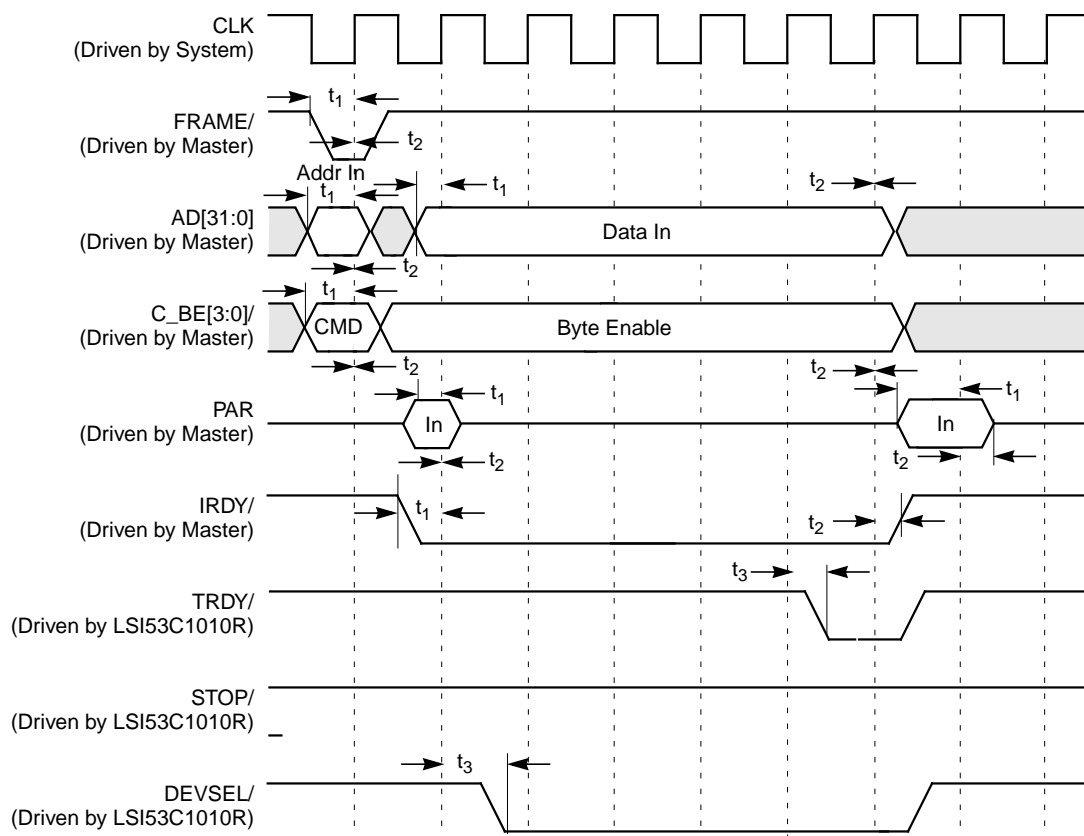 CLK
(Driven by System)
t1
FRAME/
(Driven by Master)
t2
Addr In
t1
t1
t2
AD[31:0]
(Driven by Master)
Data In
t2
t1
C_BE[3:0]/
(Driven by Master)
CMD
Byte Enable
t2
t2
t1
t1
PAR
(Driven by Master)
In
In
t2
t2
IRDY/
(Driven by Master)
t1
t2
t3
TRDY/
(Driven by LSI53C1010R)
STOP/
(Driven by LSI53C1010R)
t3
DEVSEL/
(Driven by LSI53C1010R)